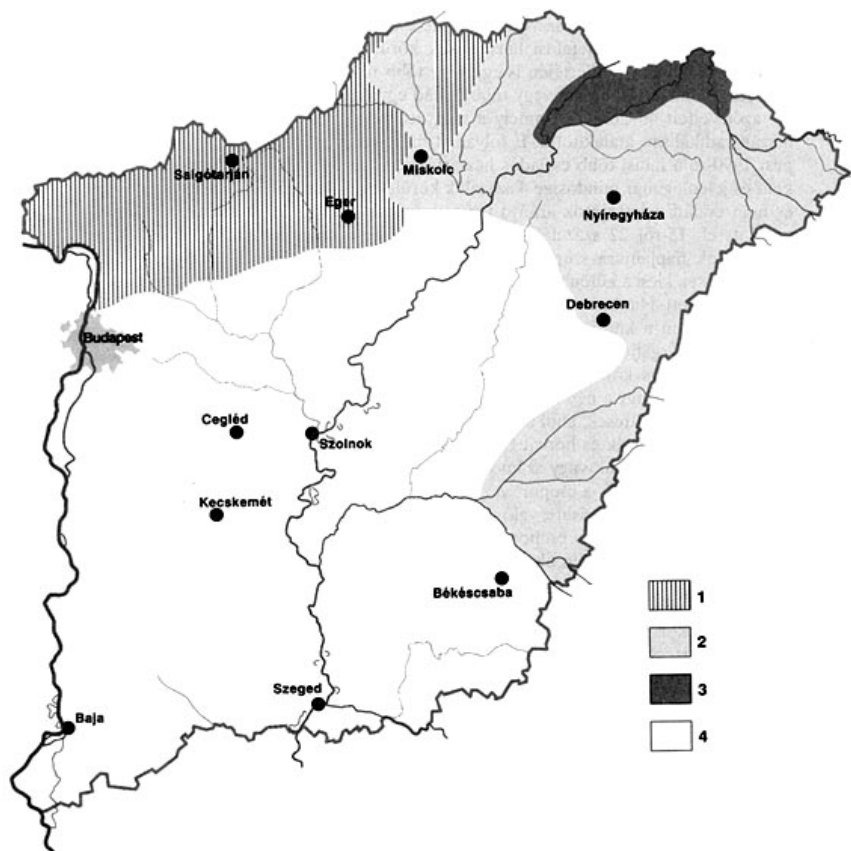 Salgótarján
Miskolc
Eger
Nyíregyháza
Debrecen
Budapest
Cegléd
Szolnok
Kecskemét
Békéscsaba
1
2
3
4
Szeged
Baja